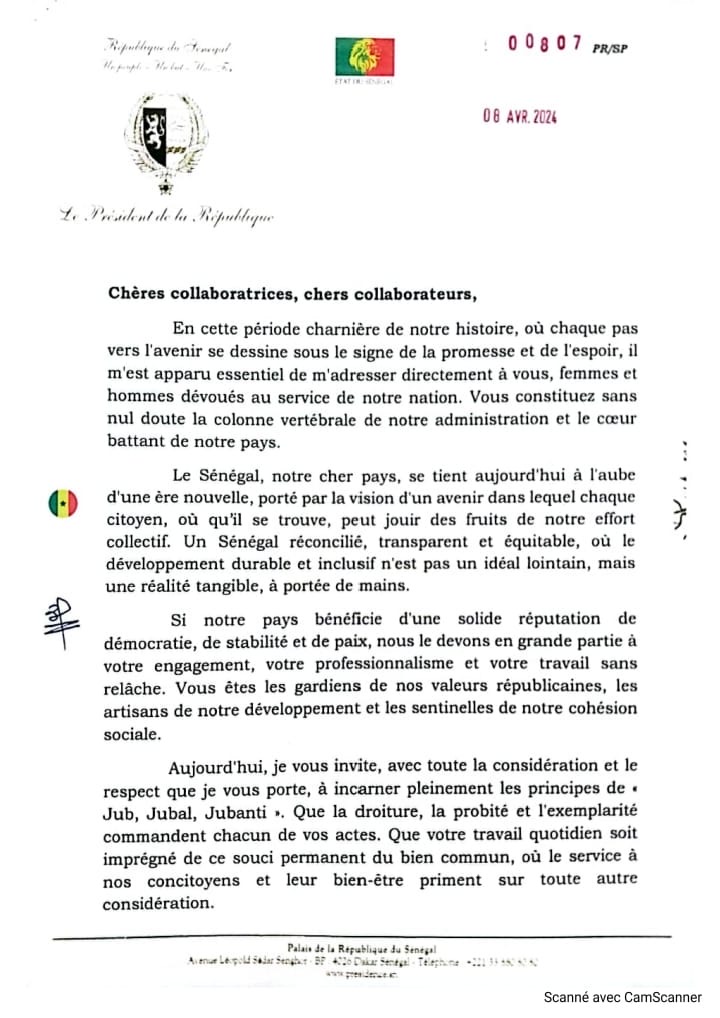 République du Sénégal
Un peuple - Un but - Une Foi
ETAT DU SENEGAL
00807 PR/SP
08 AVR. 2024
Le Président de la République
Chères collaboratrices, chers collaborateurs,
En cette période charnière de notre histoire, où chaque pas
vers l'avenir se dessine sous le signe de la promesse et de l'espoir, il
m'est apparu essentiel de m'adresser directement à vous, femmes et
hommes dévoués au service de notre nation. Vous constituez sans
nul doute la colonne vertébrale de notre administration et le cœur
battant de notre pays.
Le Sénégal, notre cher pays, se tient aujourd'hui à l'aube
d'une ère nouvelle, porté par la vision d'un avenir dans lequel chaque
citoyen, où qu'il se trouve, peut jouir des fruits de notre effort
collectif. Un Sénégal réconcilié, transparent et équitable, où le
développement durable et inclusif n'est pas un idéal lointain, mais
une réalité tangible, à portée de mains.
Si notre pays bénéficie d'une solide réputation de
démocratie, de stabilité et de paix, nous le devons en grande partie à
votre engagement, votre professionnalisme et votre travail sans
relâche. Vous êtes les gardiens de nos valeurs républicaines, les
artisans de notre développement et les sentinelles de notre cohésion
sociale.
Aujourd'hui, je vous invite, avec toute la considération et le
respect que je vous porte, à incarner pleinement les principes de «
Jub, Jubal, Jubanti ». Que la droiture, la probité et l'exemplarité
commandent chacun de vos actes. Que votre travail quotidien soit
imprégné de ce souci permanent du bien commun, où le service à
nos concitoyens et leur bien-être priment sur toute autre
considération.
Palais de la République du Sénégal
Avenue Léopold Sédar Senghor - BP : 4026 Dakar Sénégal - Téléphone : +221 33
www.presidence.sn
Scanné avec CamScanner